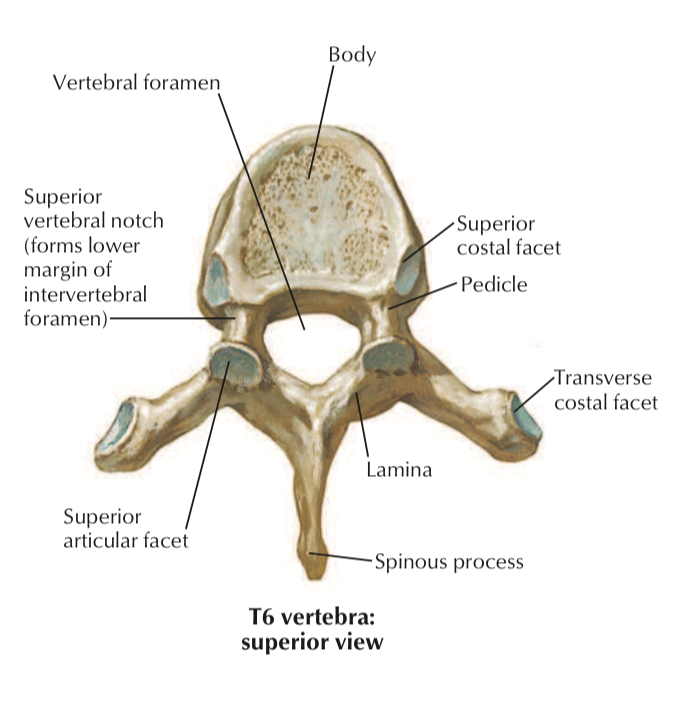 Body
Vertebral foramen
Superior
vertebral notch
(forms lower
margin of
intervertebral
foramen)
Superior
costal facet
Pedicle
Transverse
costal facet
Lamina
Superior
articular facet
Spinous process
T6 vertebra:
superior view